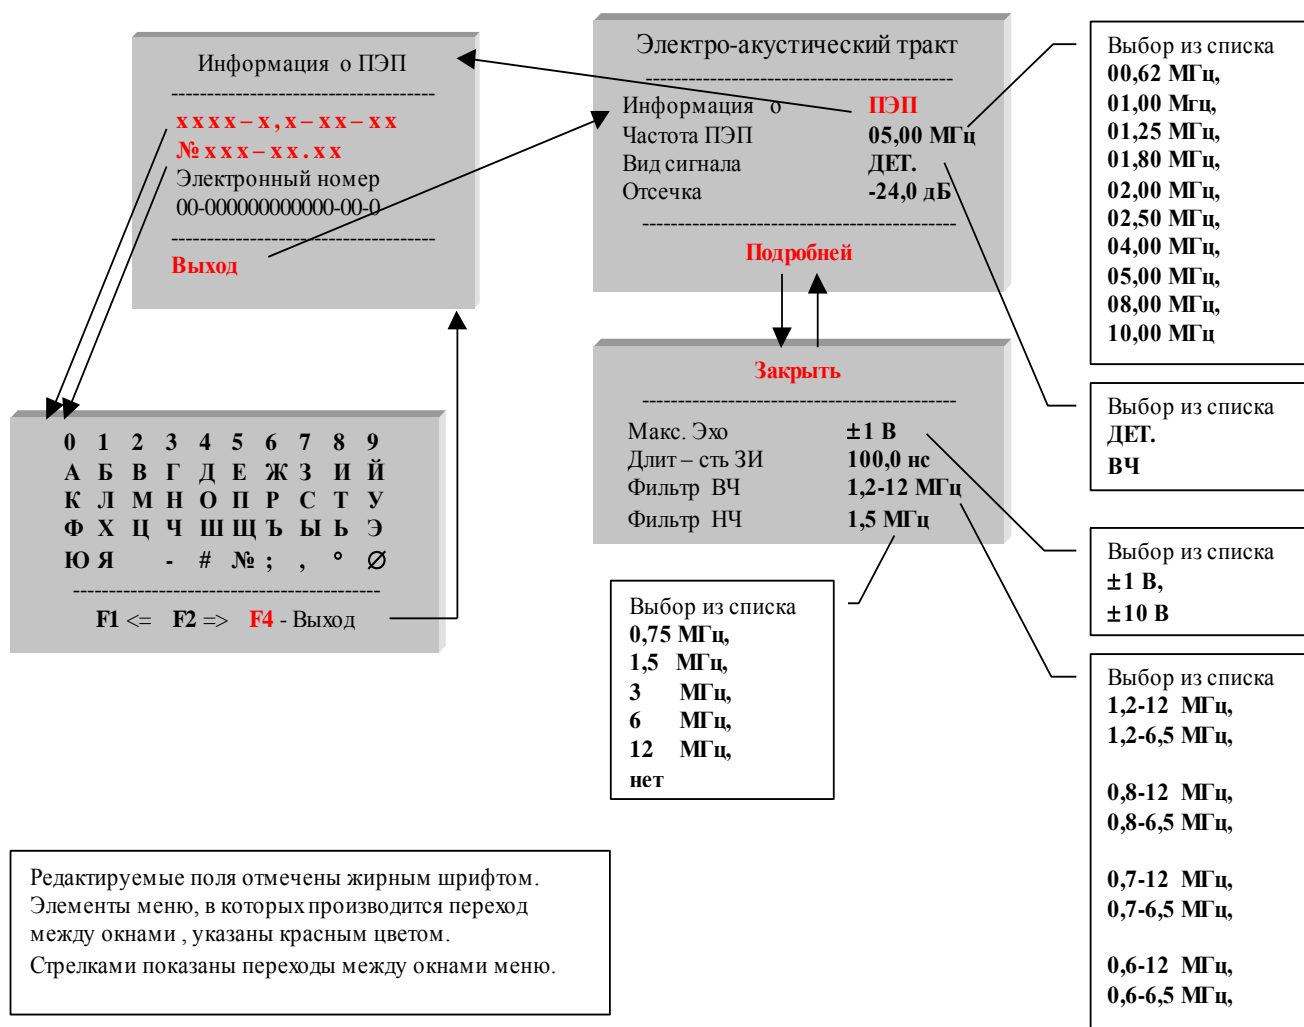 Информация о ПЭП
-------------------------------------
хххх–х,х–хх–хх
№ххх–хх.хх
Электронный номер
00-000000000000-00-0
-------------------------------------
Выход
Электро-акустический тракт
-------------------------------------------
Информация о ПЭП
Частота ПЭП 05,00 МГц
Вид сигнала ДЕТ.
Отсечка -24,0 дБ
--------------------------------------------
Подробней
Закрыть
--------------------------------------------
Макс. Эхо ±1 В
Длит – сть ЗИ 100,0 нс
Фильтр ВЧ 1,2-12 МГц
Фильтр НЧ 1,5 МГц
0 1 2 3 4 5 6 7 8 9
А Б В Г Д Е Ж З И Й
К Л М Н О П Р С Т У
Ф Х Ц Ч Ш Щ Ъ Ы Ь Э
Ю Я - # № ; , ° ∅
-------------------------------------------
F1 <= F2 => F4 - Выход
Выбор из списка
00,62 МГц,
01,00 Мгц,
01,25 МГц,
01,80 МГц,
02,00 МГц,
02,50 МГц,
04,00 МГц,
05,00 МГц,
08,00 МГц,
10,00 МГц
Выбор из списка
ДЕТ.
ВЧ
Выбор из списка
±1 В,
±10 В
Выбор из списка
1,2-12 МГц,
1,2-6,5 МГц,
0,8-12 МГц,
0,8-6,5 МГц,
0,7-12 МГц,
0,7-6,5 МГц,
0,6-12 МГц,
0,6-6,5 МГц,
Выбор из списка
0,75 МГц,
1,5 МГц,
3 МГц,
6 МГц,
12 МГц,
нет
Редактируемые поля отмечены жирным шрифтом.
Элементы меню, в которых производится переход
между окнами , указаны красным цветом.
Стрелками показаны переходы между окнами меню.